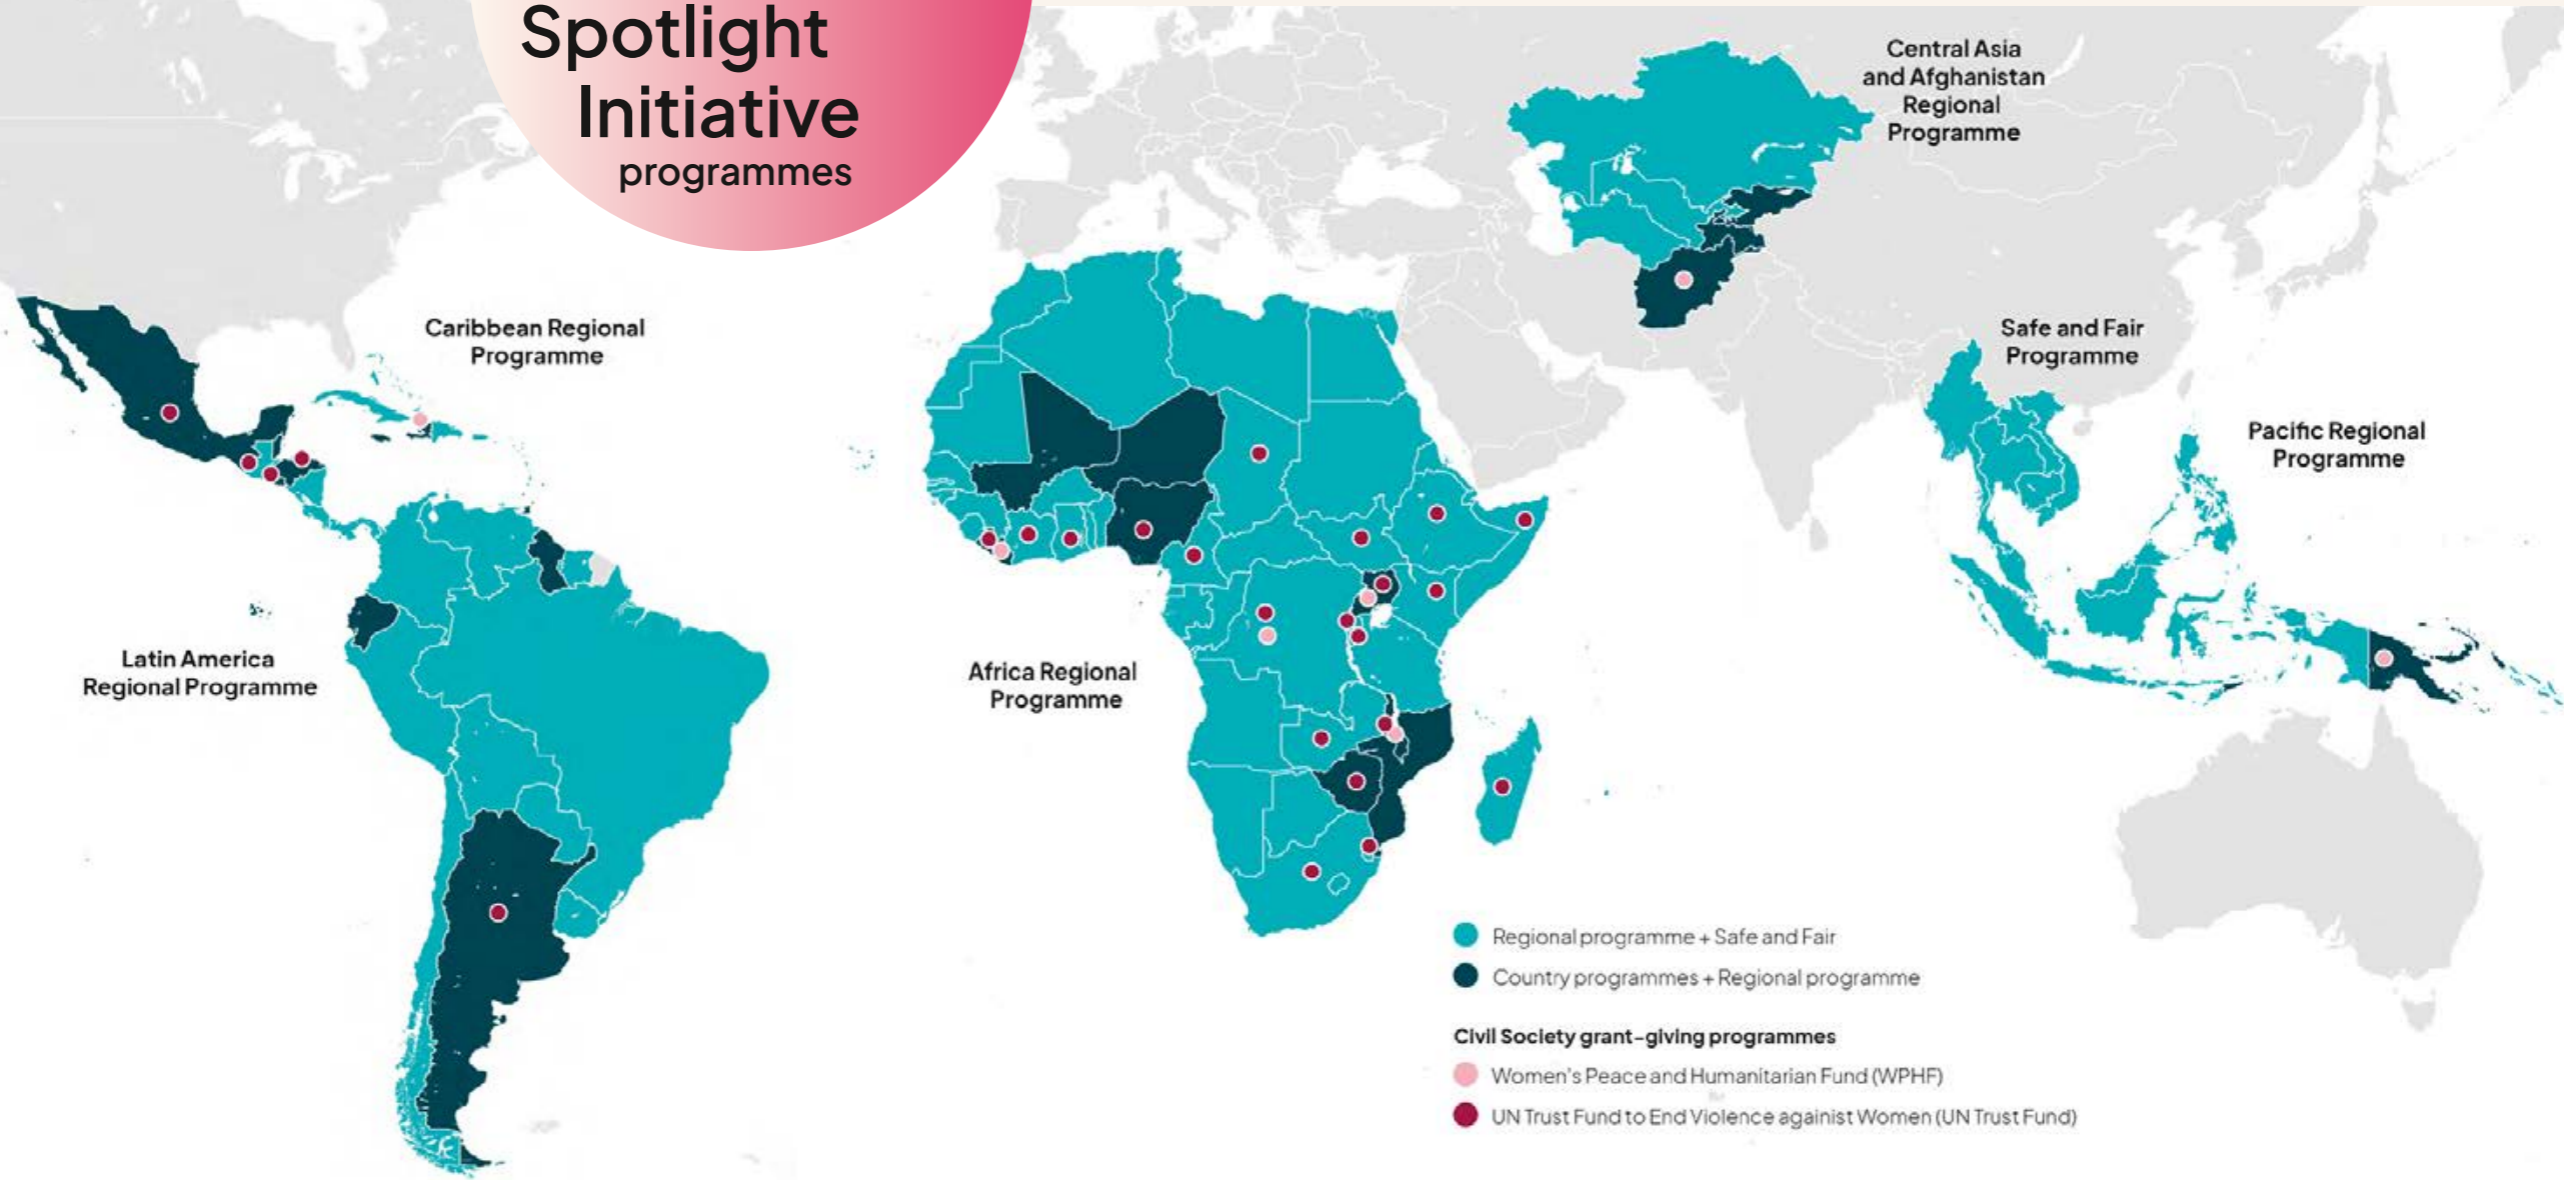 Spotlight
Initiative
programmes
Central Asia
and Afghanistan
Regional
Programme
Caribbean Regional
Programme
Safe and Fair
Programme
Pacific Regional
Programme
Latin America
Regional Programme
Africa Regional
Programme
Regional programme + Safe and Fair
Country programmes + Regional programme
Civil Society grant-giving programmes
Women's Peace and Humanitarian Fund (WPHF)
UN Trust Fund to End Violence againist Women (UN Trust Fund)